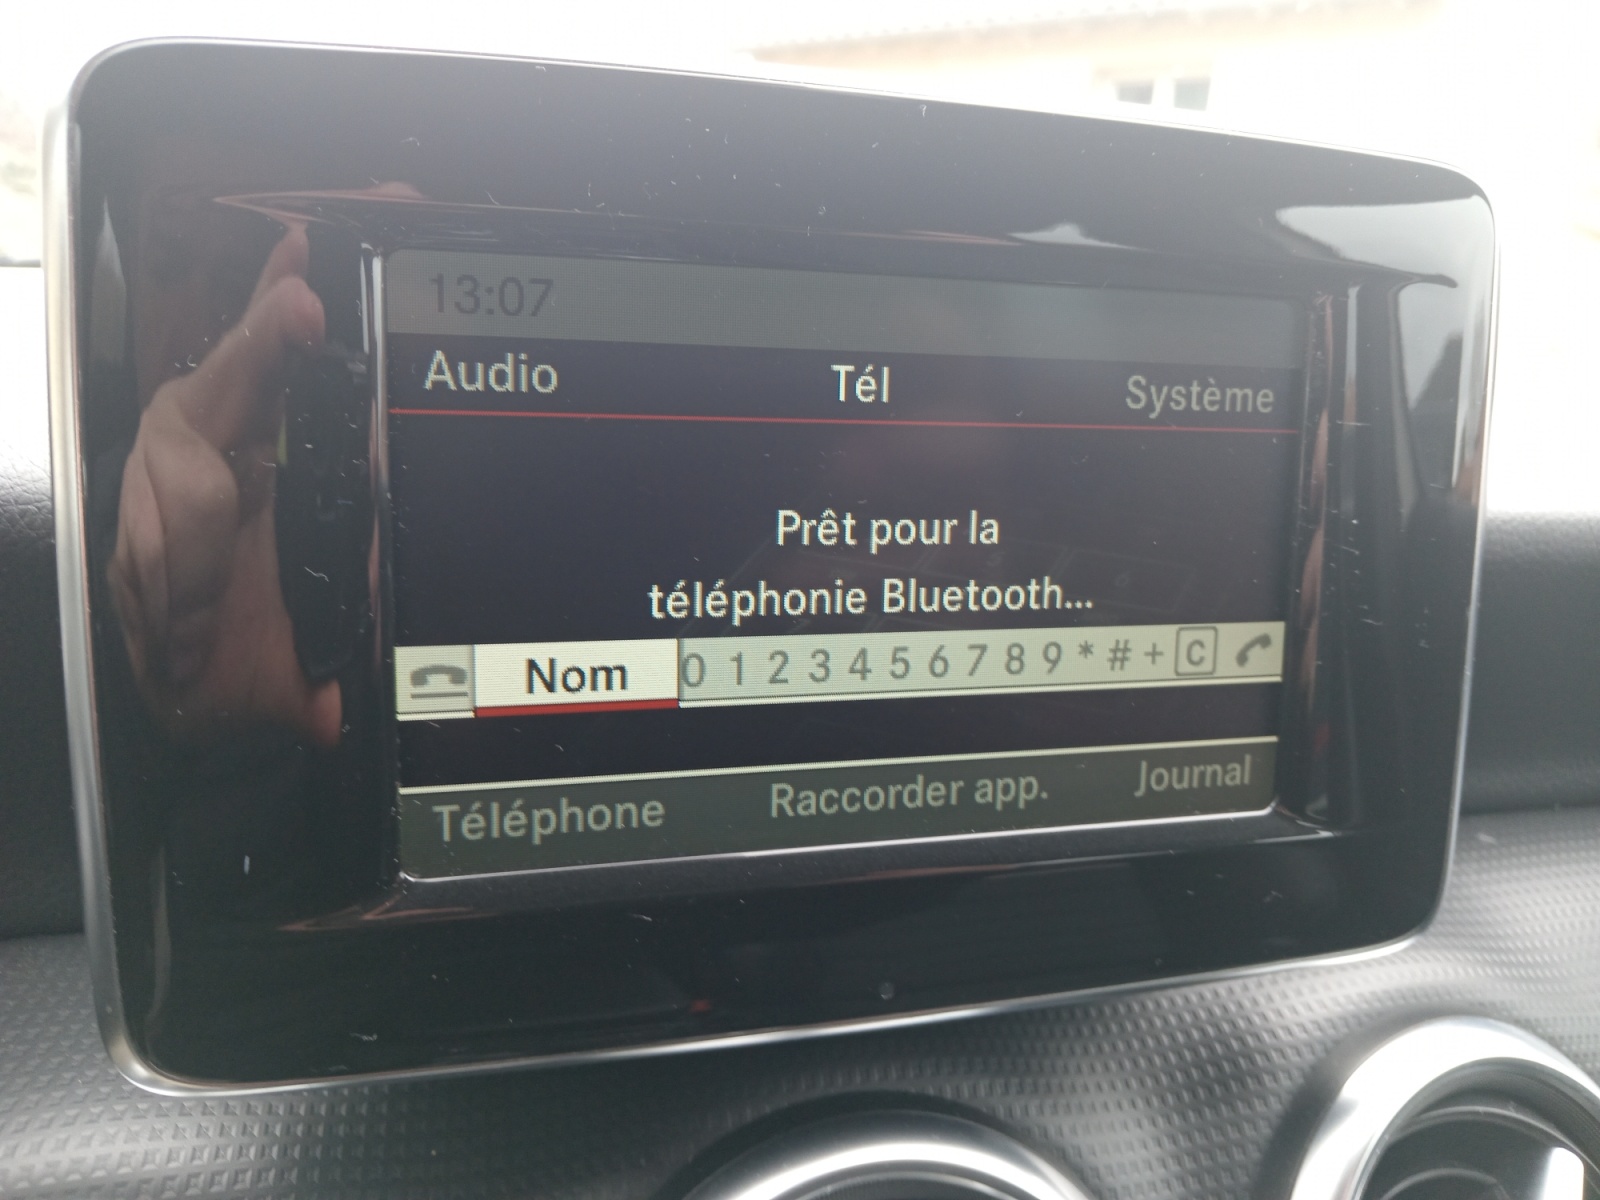 13:07
Audio Tél Système
Prêt pour la
téléphonie Bluetooth...
Nom 0 1 2 3 4 5 6 7 8 9 * # + C
Téléphone Raccorder app. Journal